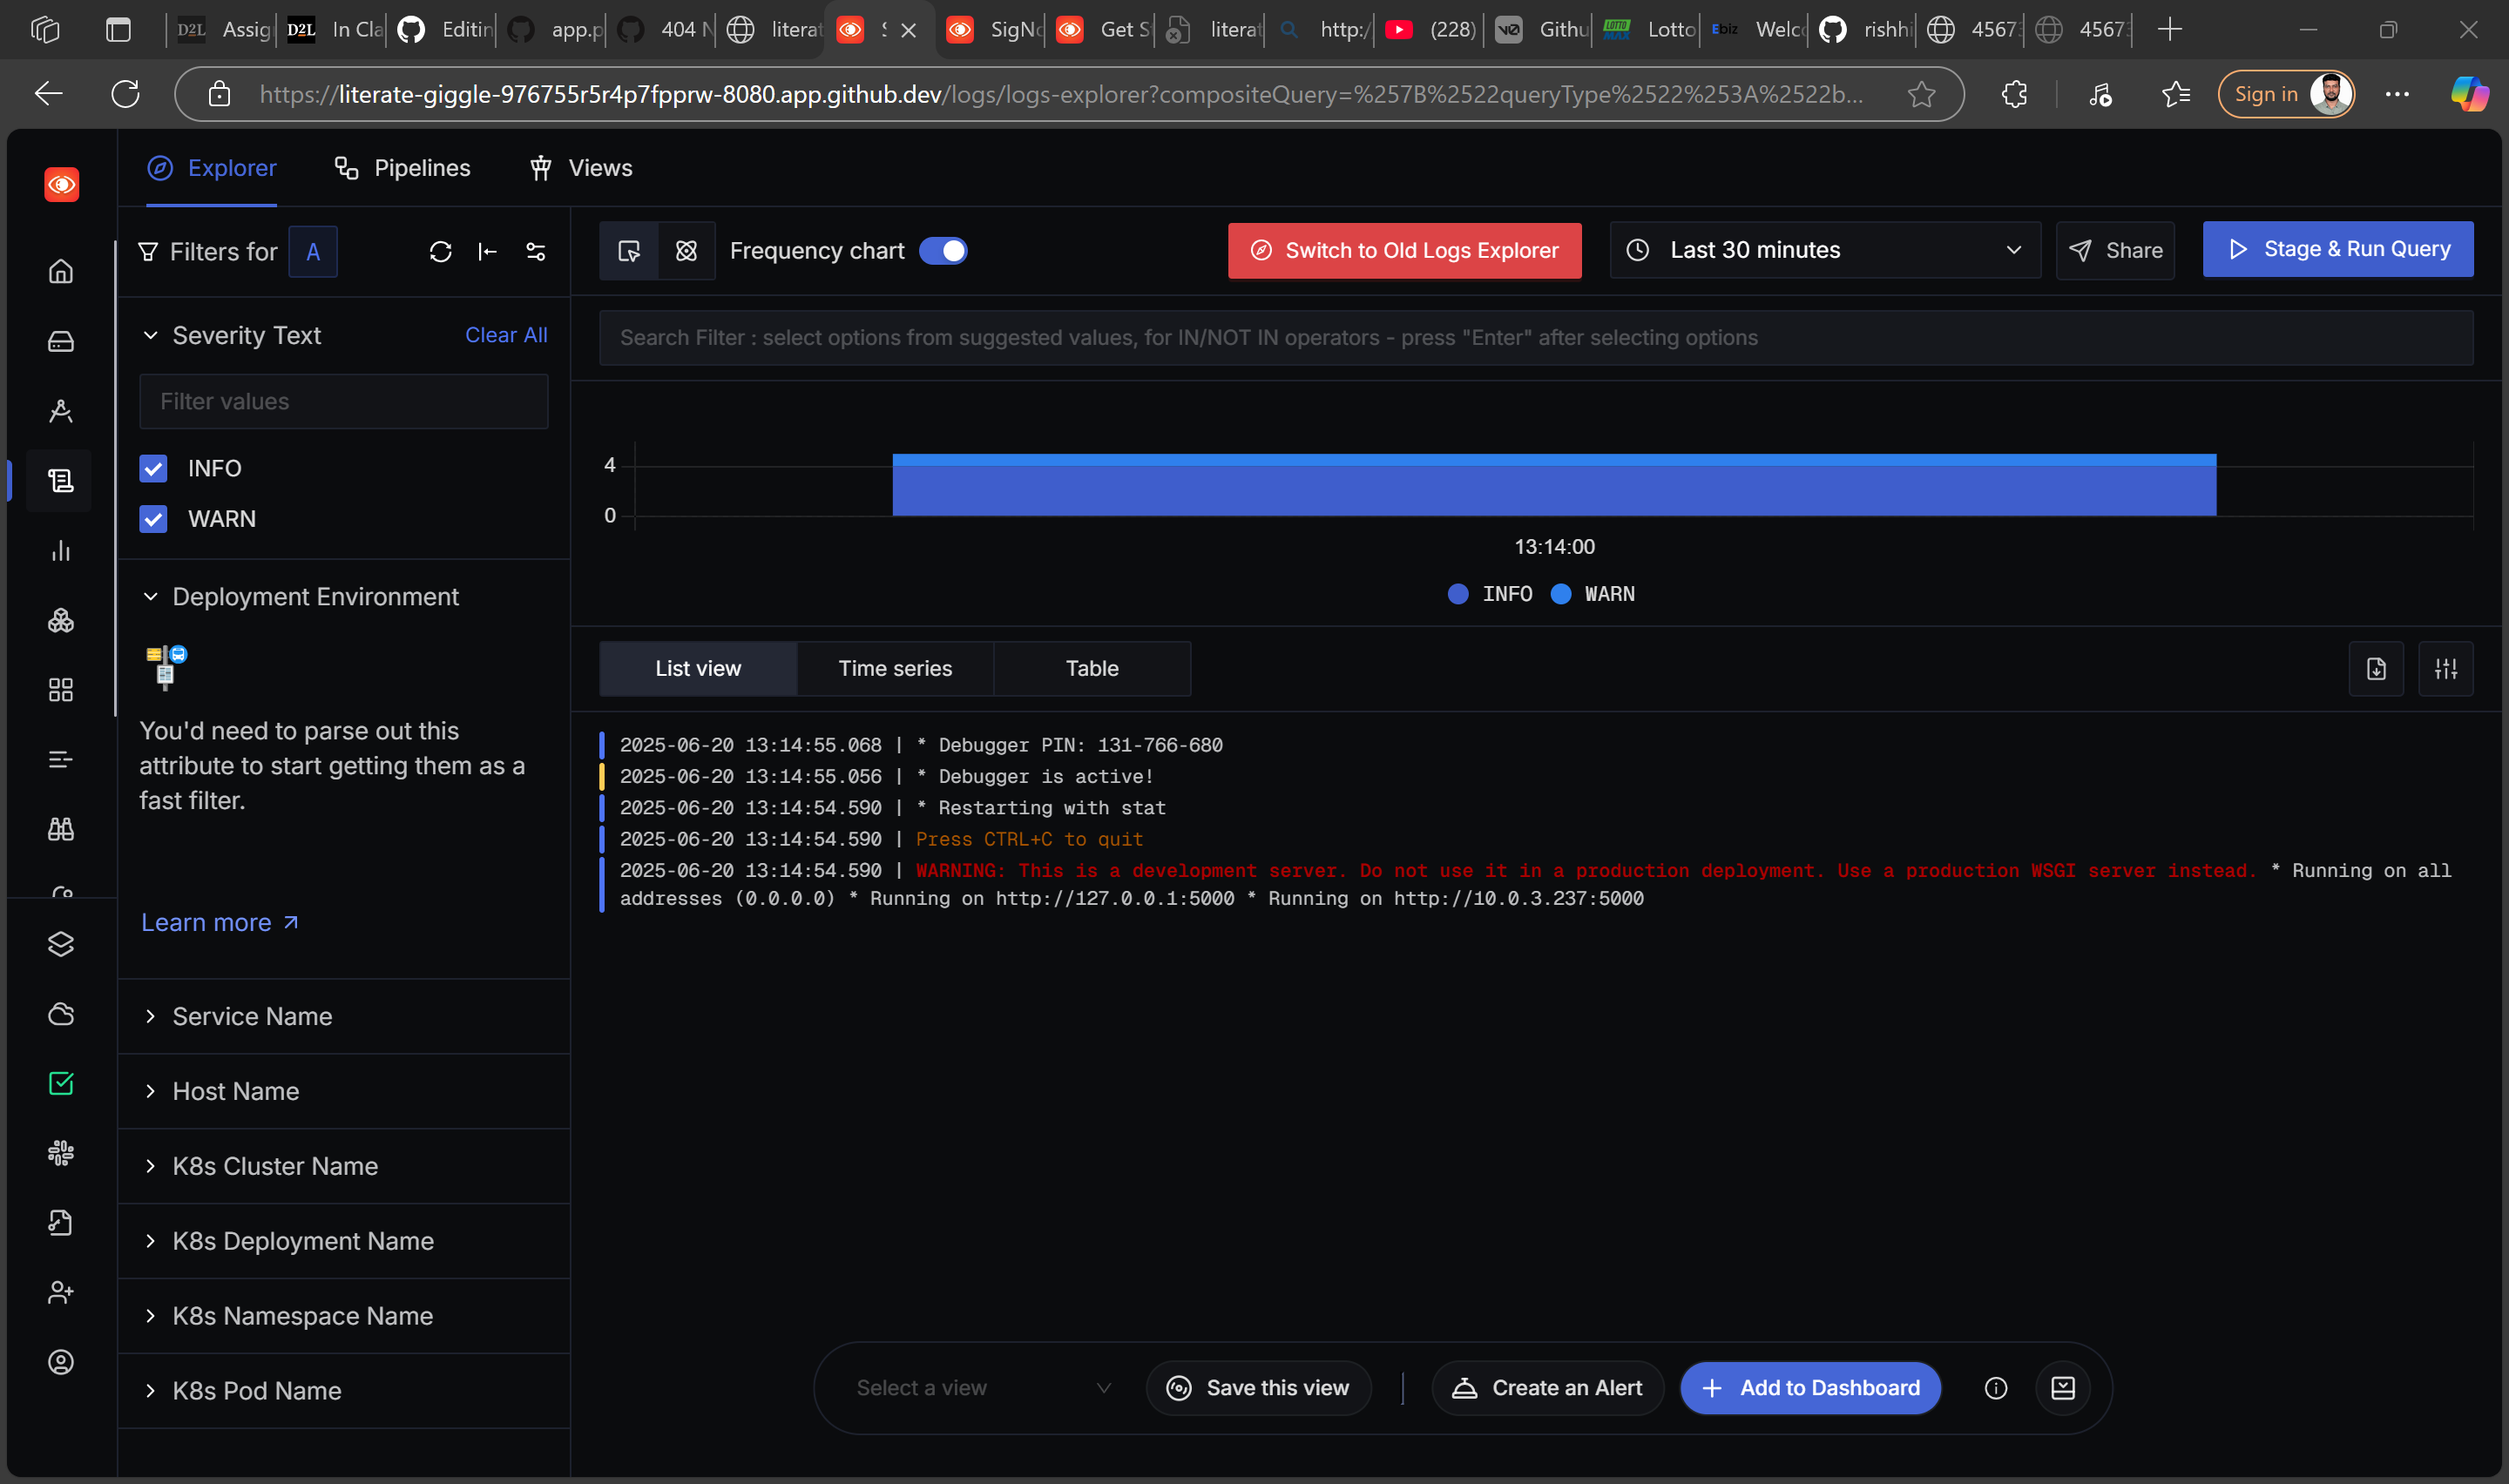 D2L Assig
D2L In Cla
Editin
app.p
404 N
literat
S
SigNo
Get S
literat
http:/
(228)
v0 Githu
LOTTO MAX Lotto
Ebiz Welco
rishhi
4567
4567
https://literate-giggle-976755r5r4p7fpprw-8080.app.github.dev/logs/logs-explorer?compositeQuery=%257B%2522queryType%2522%253A%2522b...
Sign in
Explorer
Pipelines
Views
Filters for A
Frequency chart
Switch to Old Logs Explorer
Last 30 minutes
Share
Stage & Run Query
Severity Text
Clear All
Filter values
INFO
WARN
Search Filter : select options from suggested values, for IN/NOT IN operators - press "Enter" after selecting options
4
0
13:14:00
INFO WARN
Deployment Environment
You'd need to parse out this
attribute to start getting them as a
fast filter.
Learn more
Service Name
Host Name
K8s Cluster Name
K8s Deployment Name
K8s Namespace Name
K8s Pod Name
List view
Time series
Table
2025-06-20 13:14:55.068 | * Debugger PIN: 131-766-680
2025-06-20 13:14:55.056 | * Debugger is active!
2025-06-20 13:14:54.590 | * Restarting with stat
2025-06-20 13:14:54.590 | Press CTRL+C to quit
2025-06-20 13:14:54.590 | WARNING: This is a development server. Do not use it in a production deployment. Use a production WSGI server instead. * Running on all
addresses (0.0.0.0) * Running on http://127.0.0.1:5000 * Running on http://10.0.3.237:5000
Select a view
Save this view
Create an Alert
Add to Dashboard